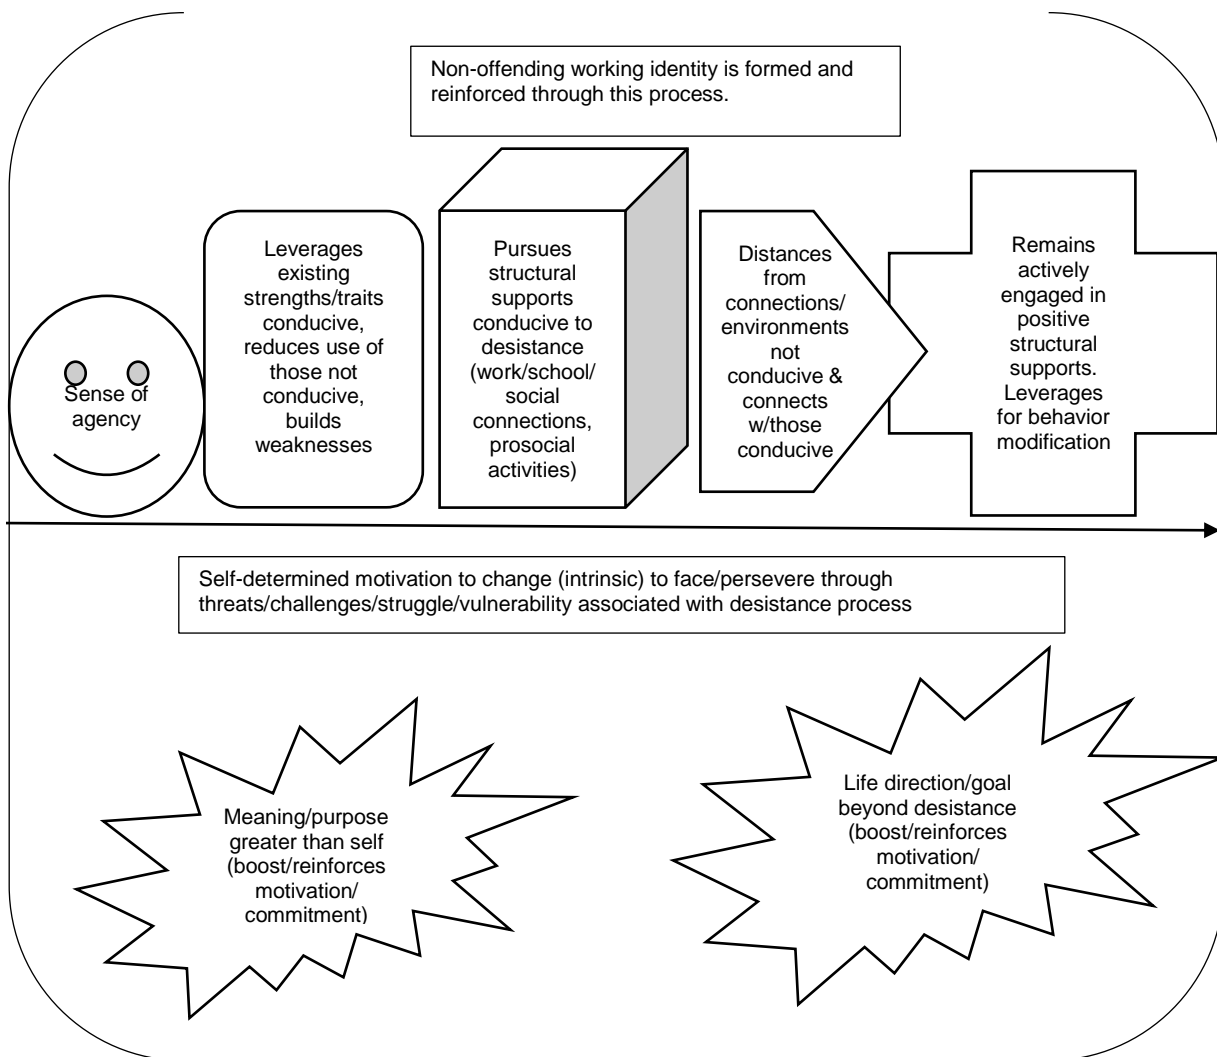 Non-offending working identity is formed and
reinforced through this process.
Sense of
agency
Leverages
existing
strengths/traits
conducive,
reduces use of
those not
conducive,
builds
weaknesses
Pursues
structural
supports
conducive to
desistance
(work/school/
social
connections,
prosocial
activities)
Distances
from
connections/
environments
not
conducive &
connects
w/those
conducive
Remains
actively
engaged in
positive
structural
supports.
Leverages
for behavior
modification
Self-determined motivation to change (intrinsic) to face/persevere through
threats/challenges/struggle/vulnerability associated with desistance process
Meaning/purpose
greater than self
(boost/reinforces
motivation/
commitment)
Life direction/goal
beyond desistance
(boost/reinforces
motivation/
commitment)